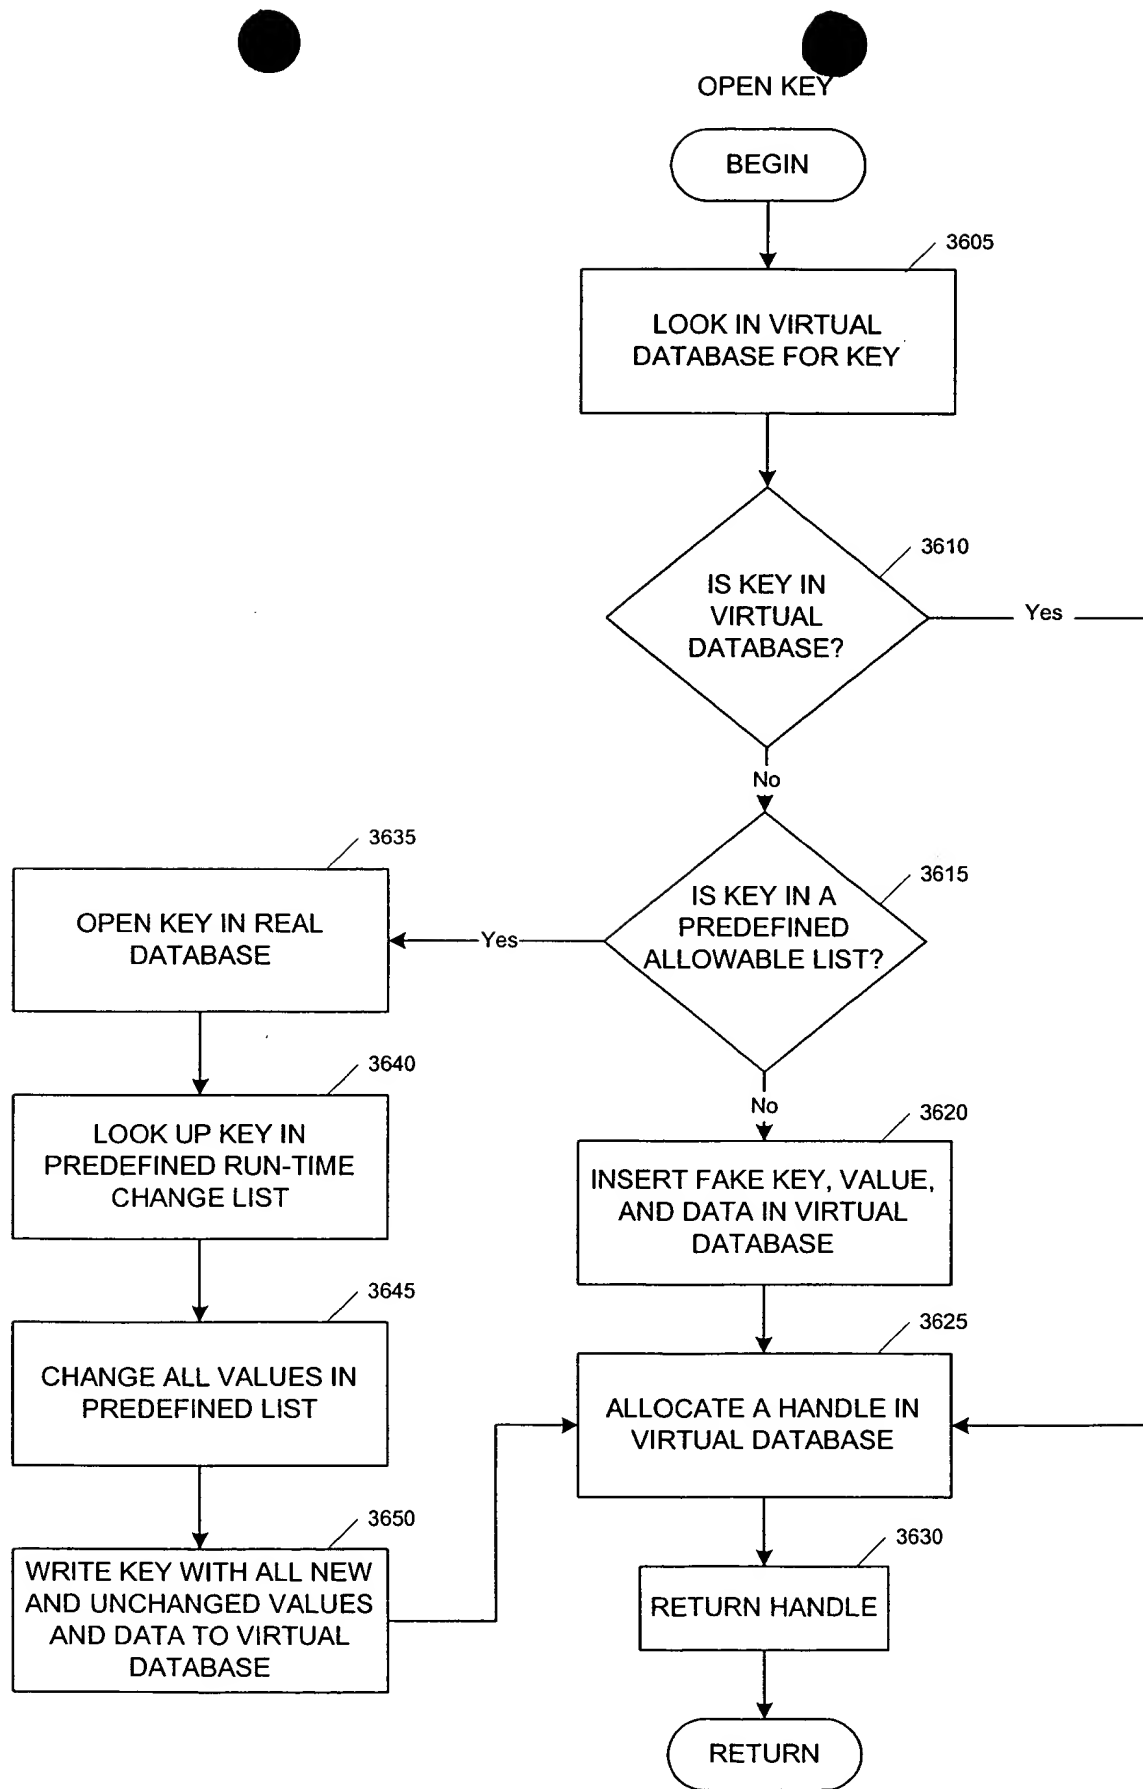 OPEN KEY
BEGIN
3605
LOOK IN VIRTUAL
DATABASE FOR KEY
3610
IS KEY IN
VIRTUAL
DATABASE?
Yes
No
3615
IS KEY IN A
PREDEFINED
ALLOWABLE LIST?
Yes
3635
OPEN KEY IN REAL
DATABASE
3640
LOOK UP KEY IN
PREDEFINED RUN-TIME
CHANGE LIST
3645
CHANGE ALL VALUES IN
PREDEFINED LIST
3650
WRITE KEY WITH ALL NEW
AND UNCHANGED VALUES
AND DATA TO VIRTUAL
DATABASE
No
3620
INSERT FAKE KEY, VALUE,
AND DATA IN VIRTUAL
DATABASE
3625
ALLOCATE A HANDLE IN
VIRTUAL DATABASE
3630
RETURN HANDLE
RETURN